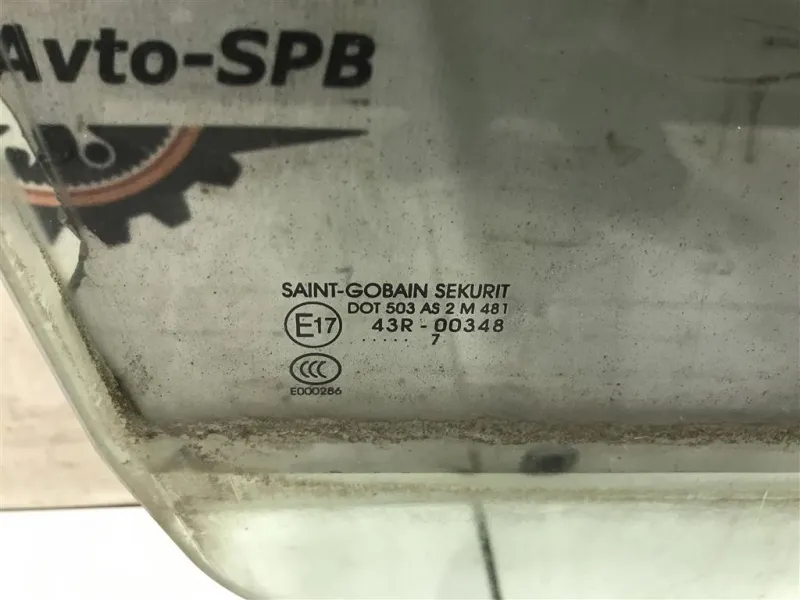 Avto-SPB
SAINT-GOBAIN SEKURIT
DOT 503 AS 2 M 481
E17 43R - 00348
..... 7
CCC
E000286